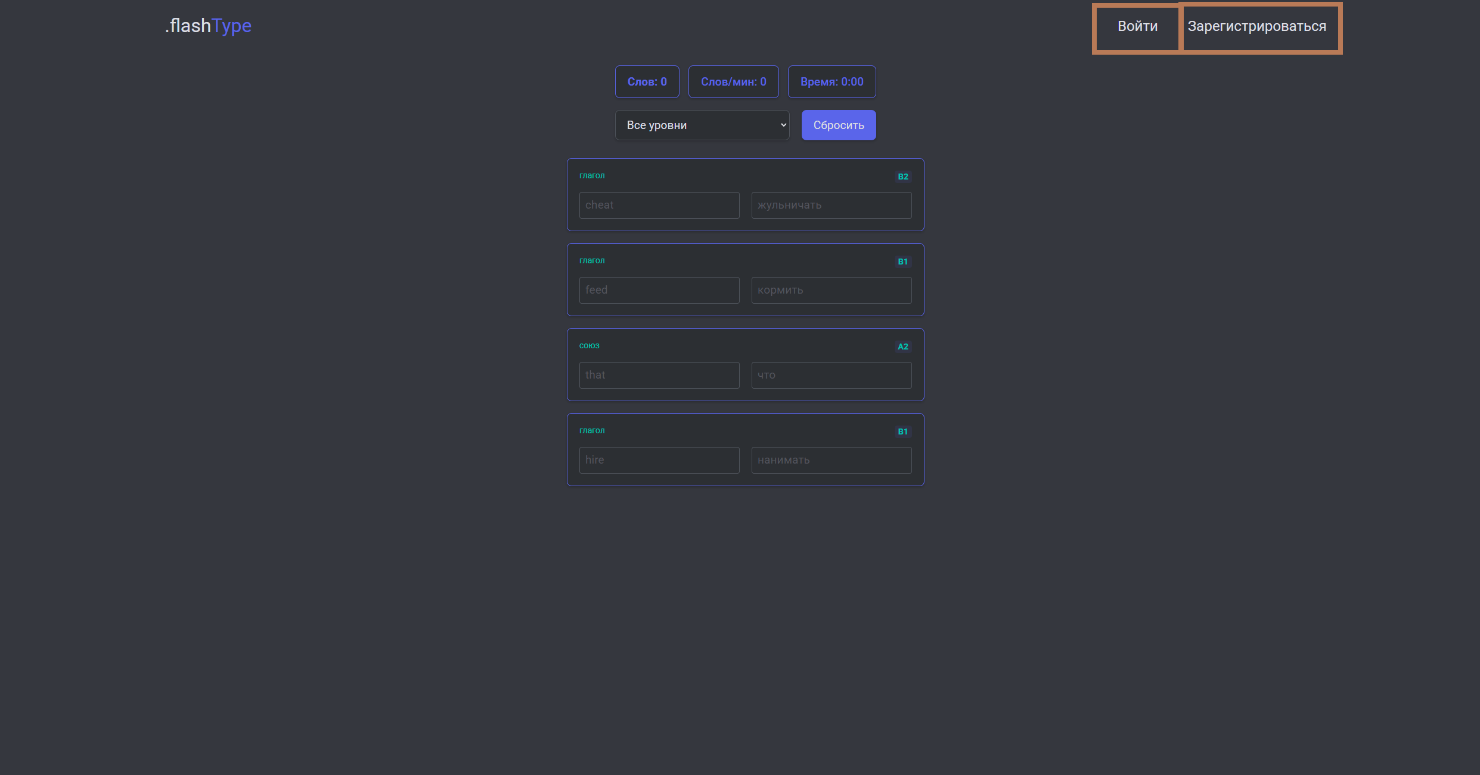 .flashType
Войти Зарегистрироваться
Слов: 0 Слов/мин: 0 Время: 0:00
Все уровни Сбросить
глагол B2
cheat жульничать
глагол B1
feed кормить
союз A2
that что
глагол B1
hire нанимать